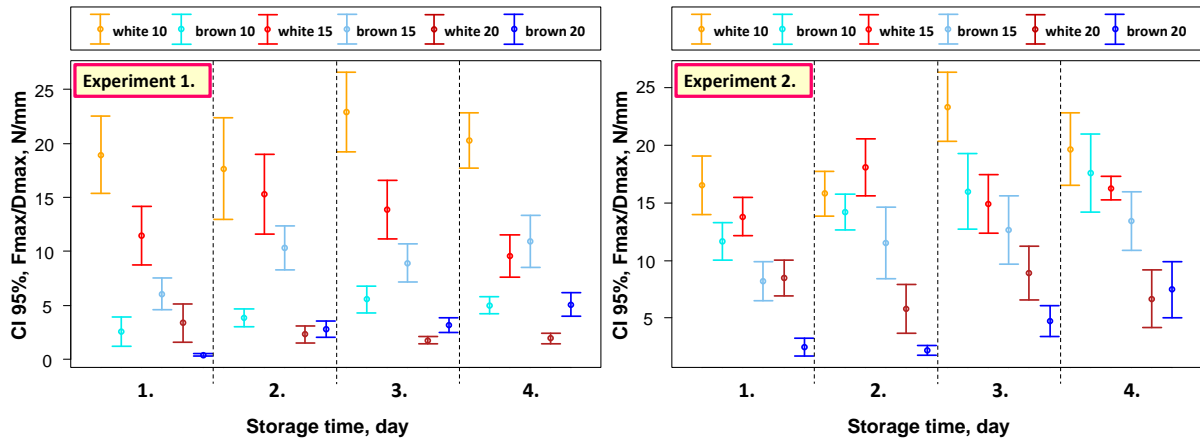 white 10 brown 10 white 15 brown 15 white 20 brown 20
Experiment 1.
CI 95%, Fmax/Dmax, N/mm
25
20
15
10
5
0
1. 2. 3. 4.
Storage time, day
white 10 brown 10 white 15 brown 15 white 20 brown 20
Experiment 2.
CI 95%, Fmax/Dmax, N/mm
25
20
15
10
5
1. 2. 3. 4.
Storage time, day